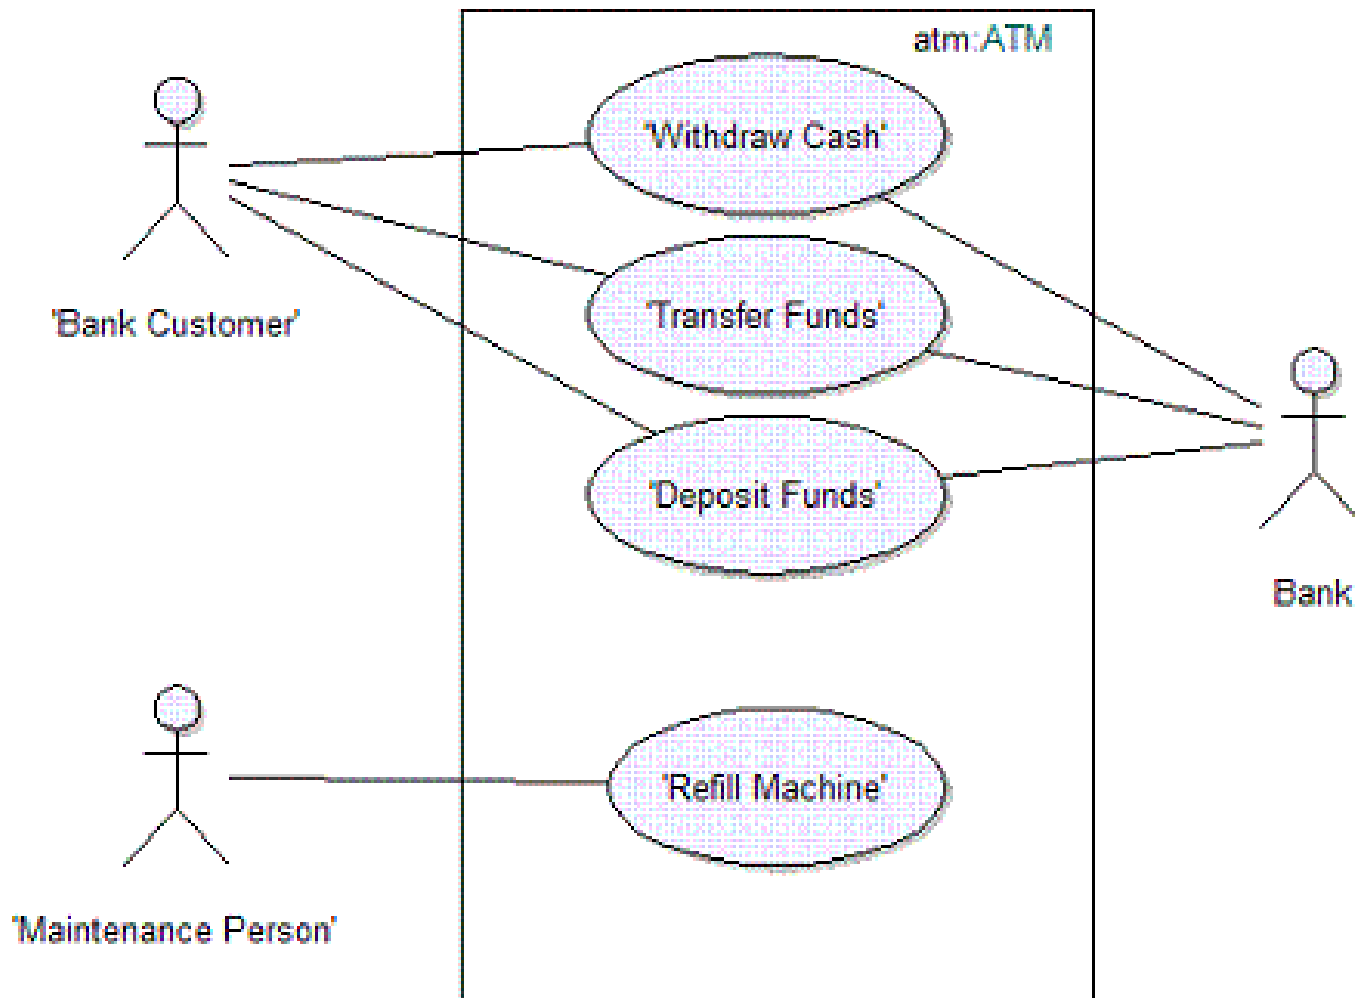 atm:ATM
'Withdraw Cash'
'Transfer Funds'
'Bank Customer'
'Deposit Funds'
Bank
'Refill Machine'
'Maintenance Person'